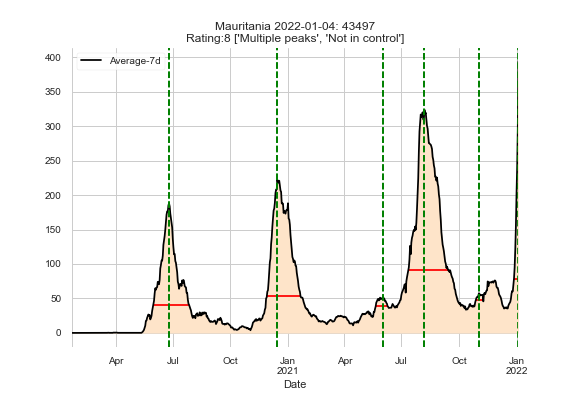 Mauritania 2022-01-04: 43497
Rating:8 ['Multiple peaks', 'Not in control']
Average-7d
400
350
300
250
200
150
100
50
0
Apr Jul Oct Jan Apr Jul Oct Jan
2021 2022
Date